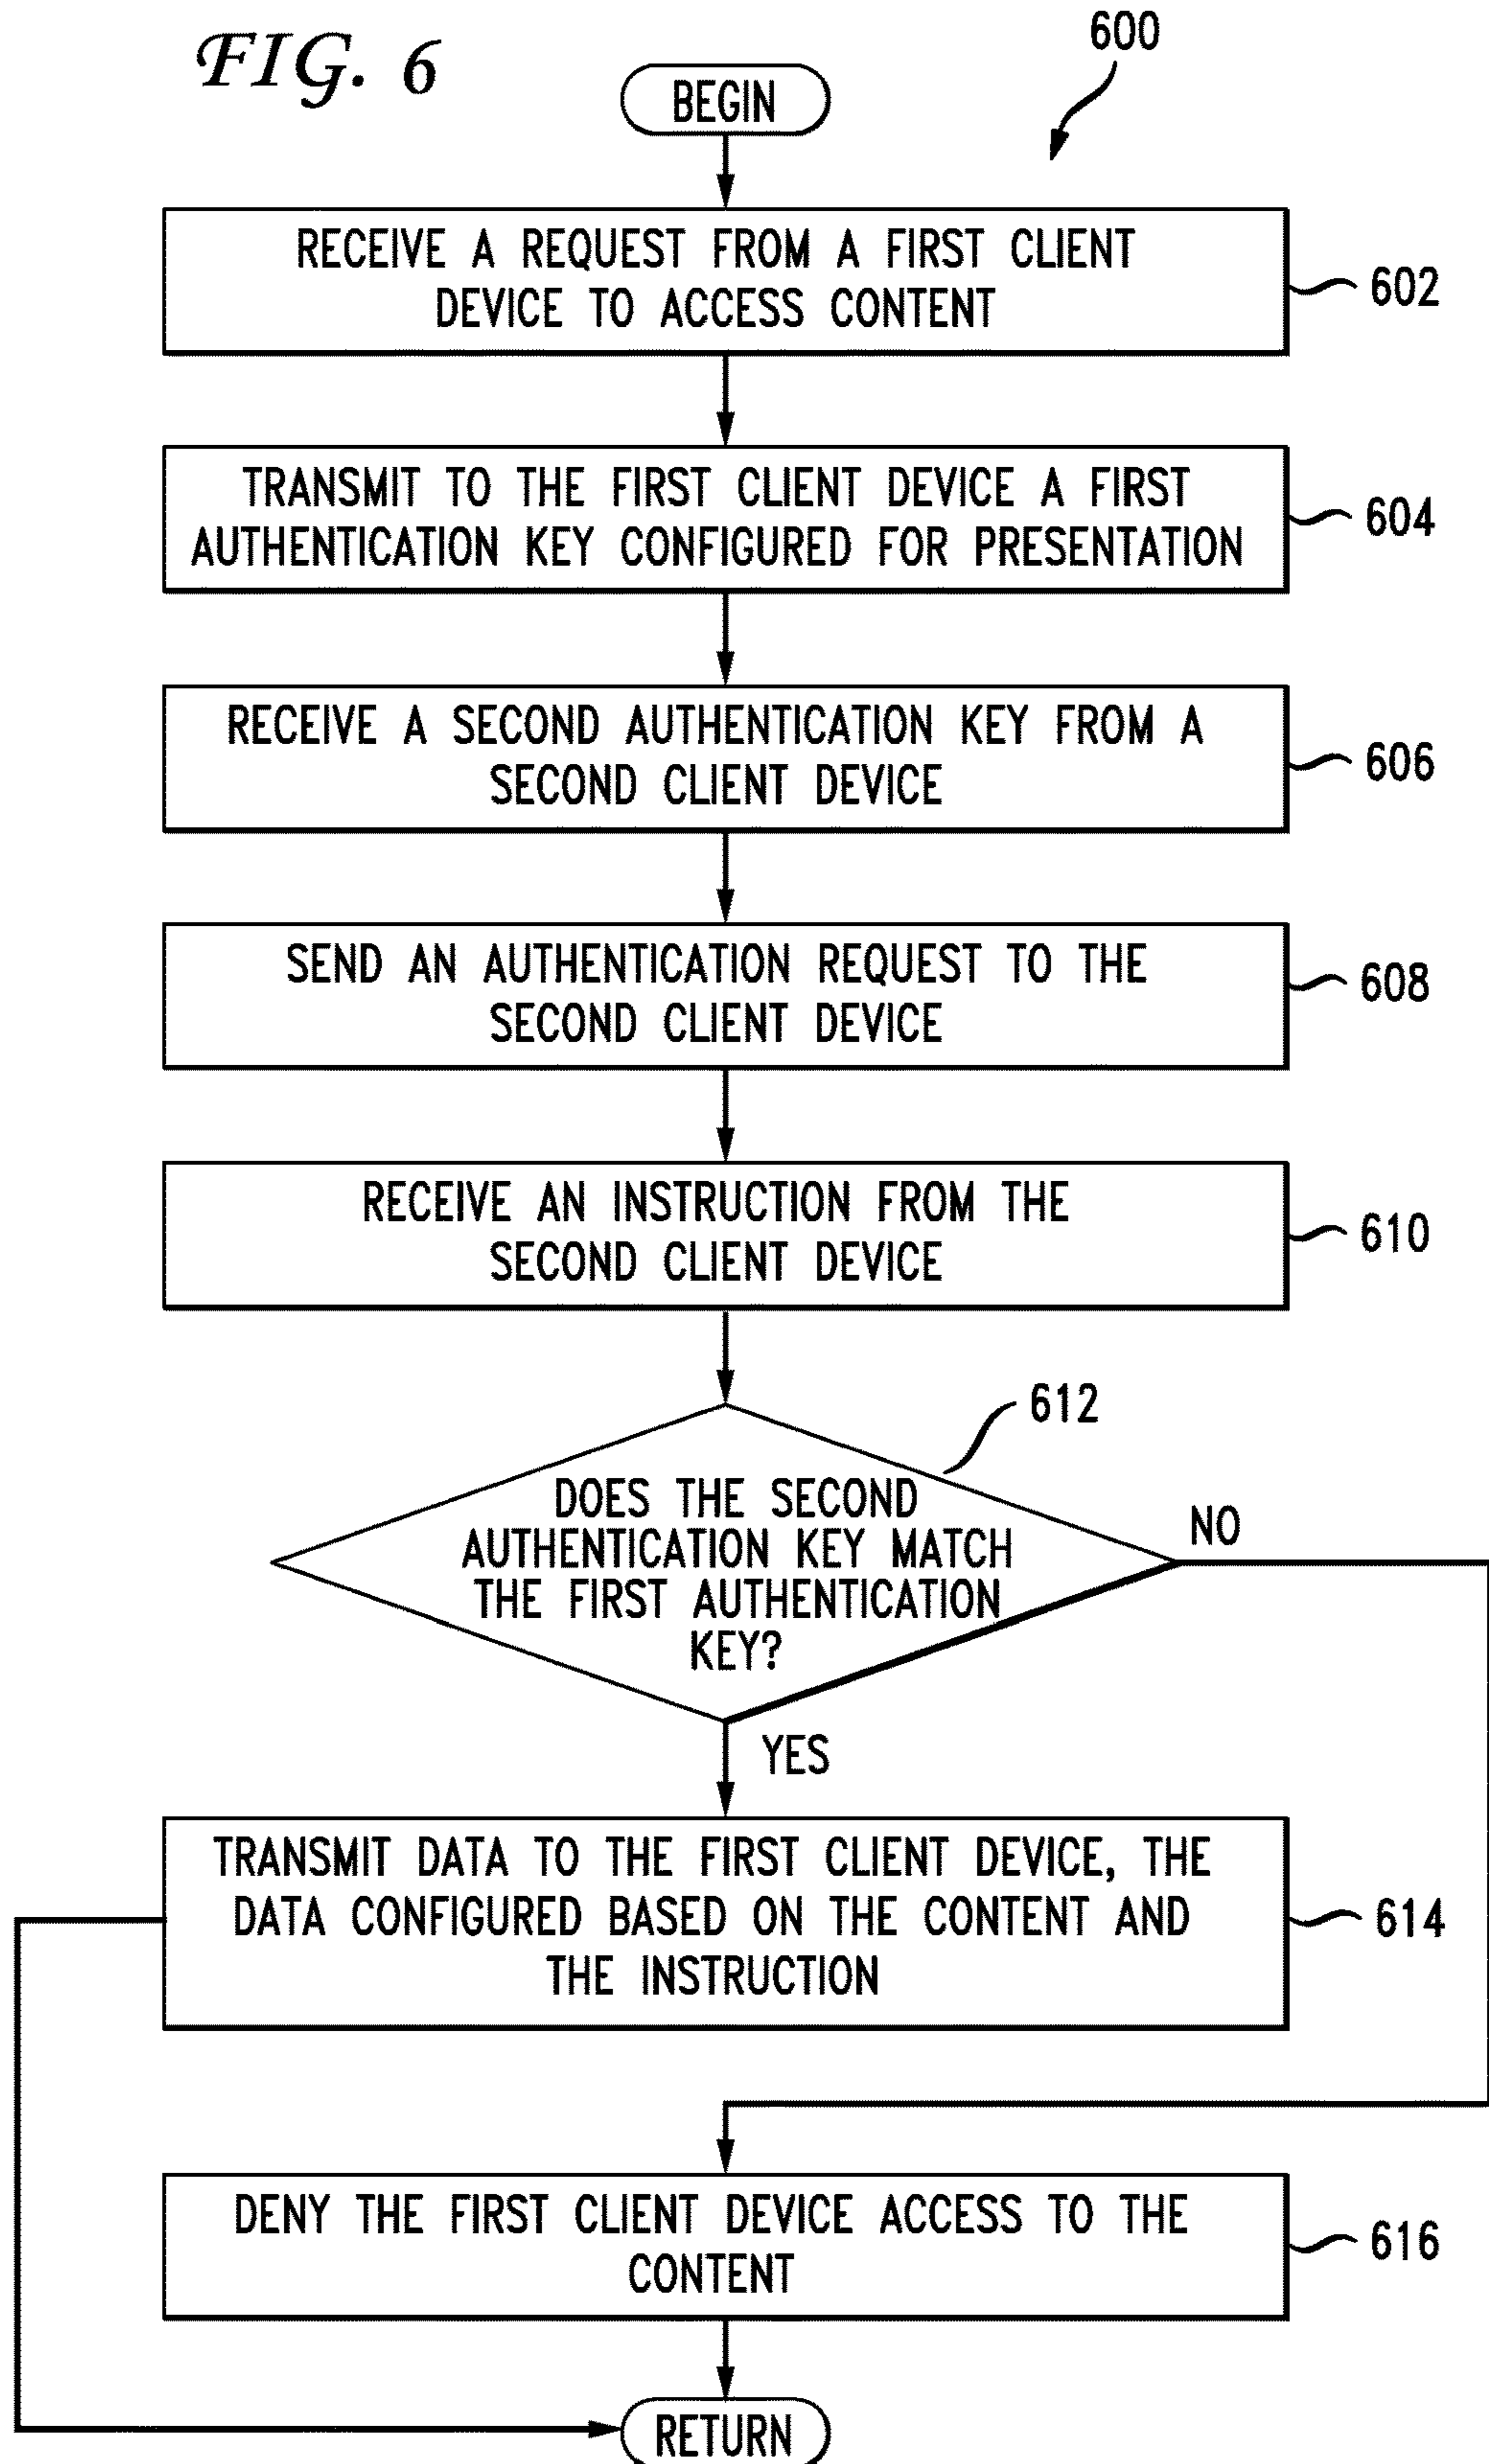 FIG. 6
600
BEGIN
RECEIVE A REQUEST FROM A FIRST CLIENT
DEVICE TO ACCESS CONTENT
602
TRANSMIT TO THE FIRST CLIENT DEVICE A FIRST
AUTHENTICATION KEY CONFIGURED FOR PRESENTATION
604
RECEIVE A SECOND AUTHENTICATION KEY FROM A
SECOND CLIENT DEVICE
606
SEND AN AUTHENTICATION REQUEST TO THE
SECOND CLIENT DEVICE
608
RECEIVE AN INSTRUCTION FROM THE
SECOND CLIENT DEVICE
610
612
DOES THE SECOND
AUTHENTICATION KEY MATCH
THE FIRST AUTHENTICATION
KEY?
NO
YES
TRANSMIT DATA TO THE FIRST CLIENT DEVICE, THE
DATA CONFIGURED BASED ON THE CONTENT AND
THE INSTRUCTION
614
DENY THE FIRST CLIENT DEVICE ACCESS TO THE
CONTENT
616
RETURN